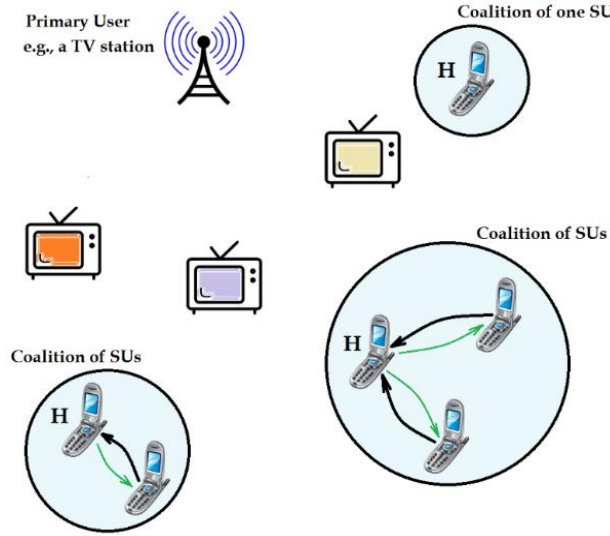 Primary User
e.g., a TV station
Coalition of one SU
H
Coalition of SUs
H
Coalition of SUs
H